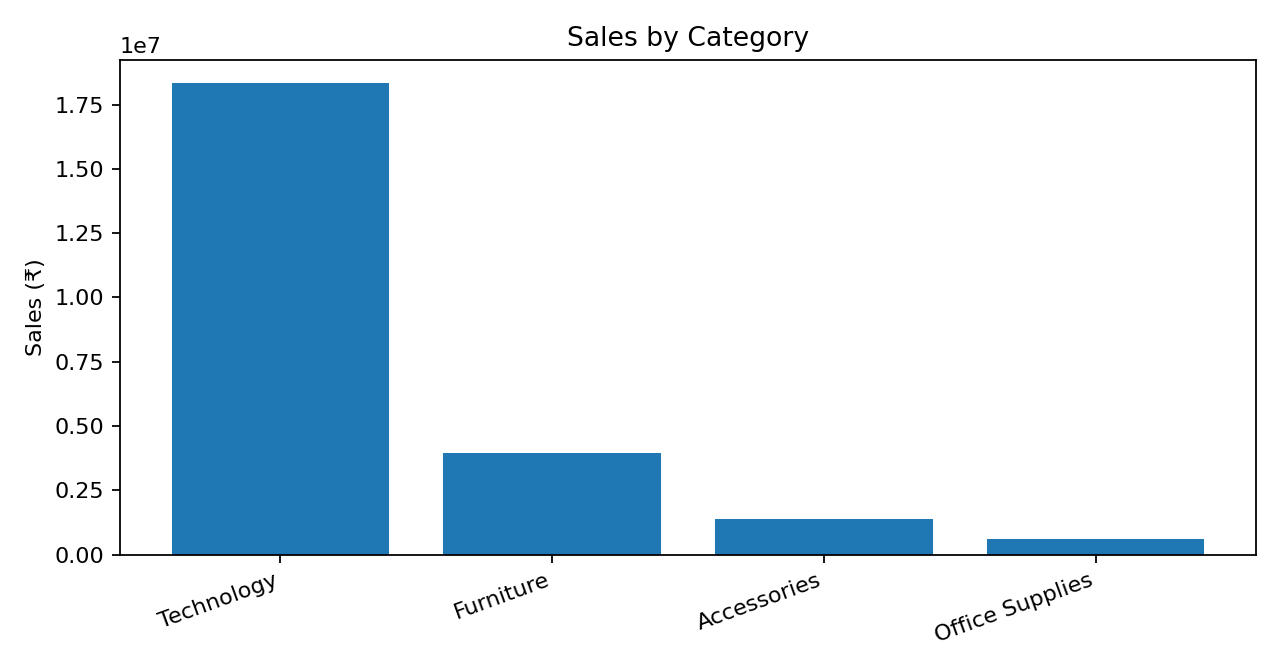 Sales by Category
1e7
Sales (₹)
1.75
1.50
1.25
1.00
0.75
0.50
0.25
0.00
Technology
Furniture
Accessories
Office Supplies